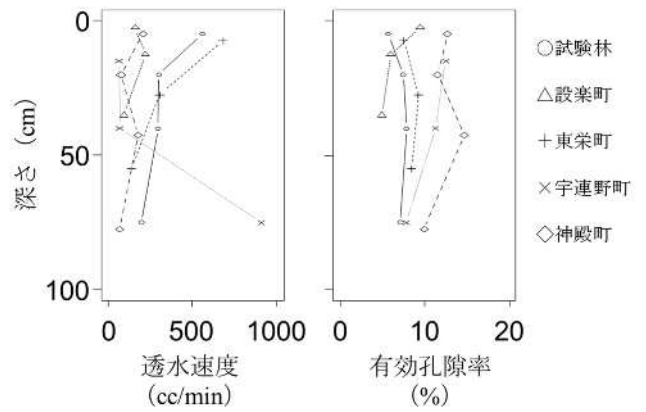 0
50
100
深さ (cm)
0 500 1000
透水速度
(cc/min)
0 10 20
有効孔隙率
(%)
試験林
設楽町
東栄町
宇連野町
神殿町